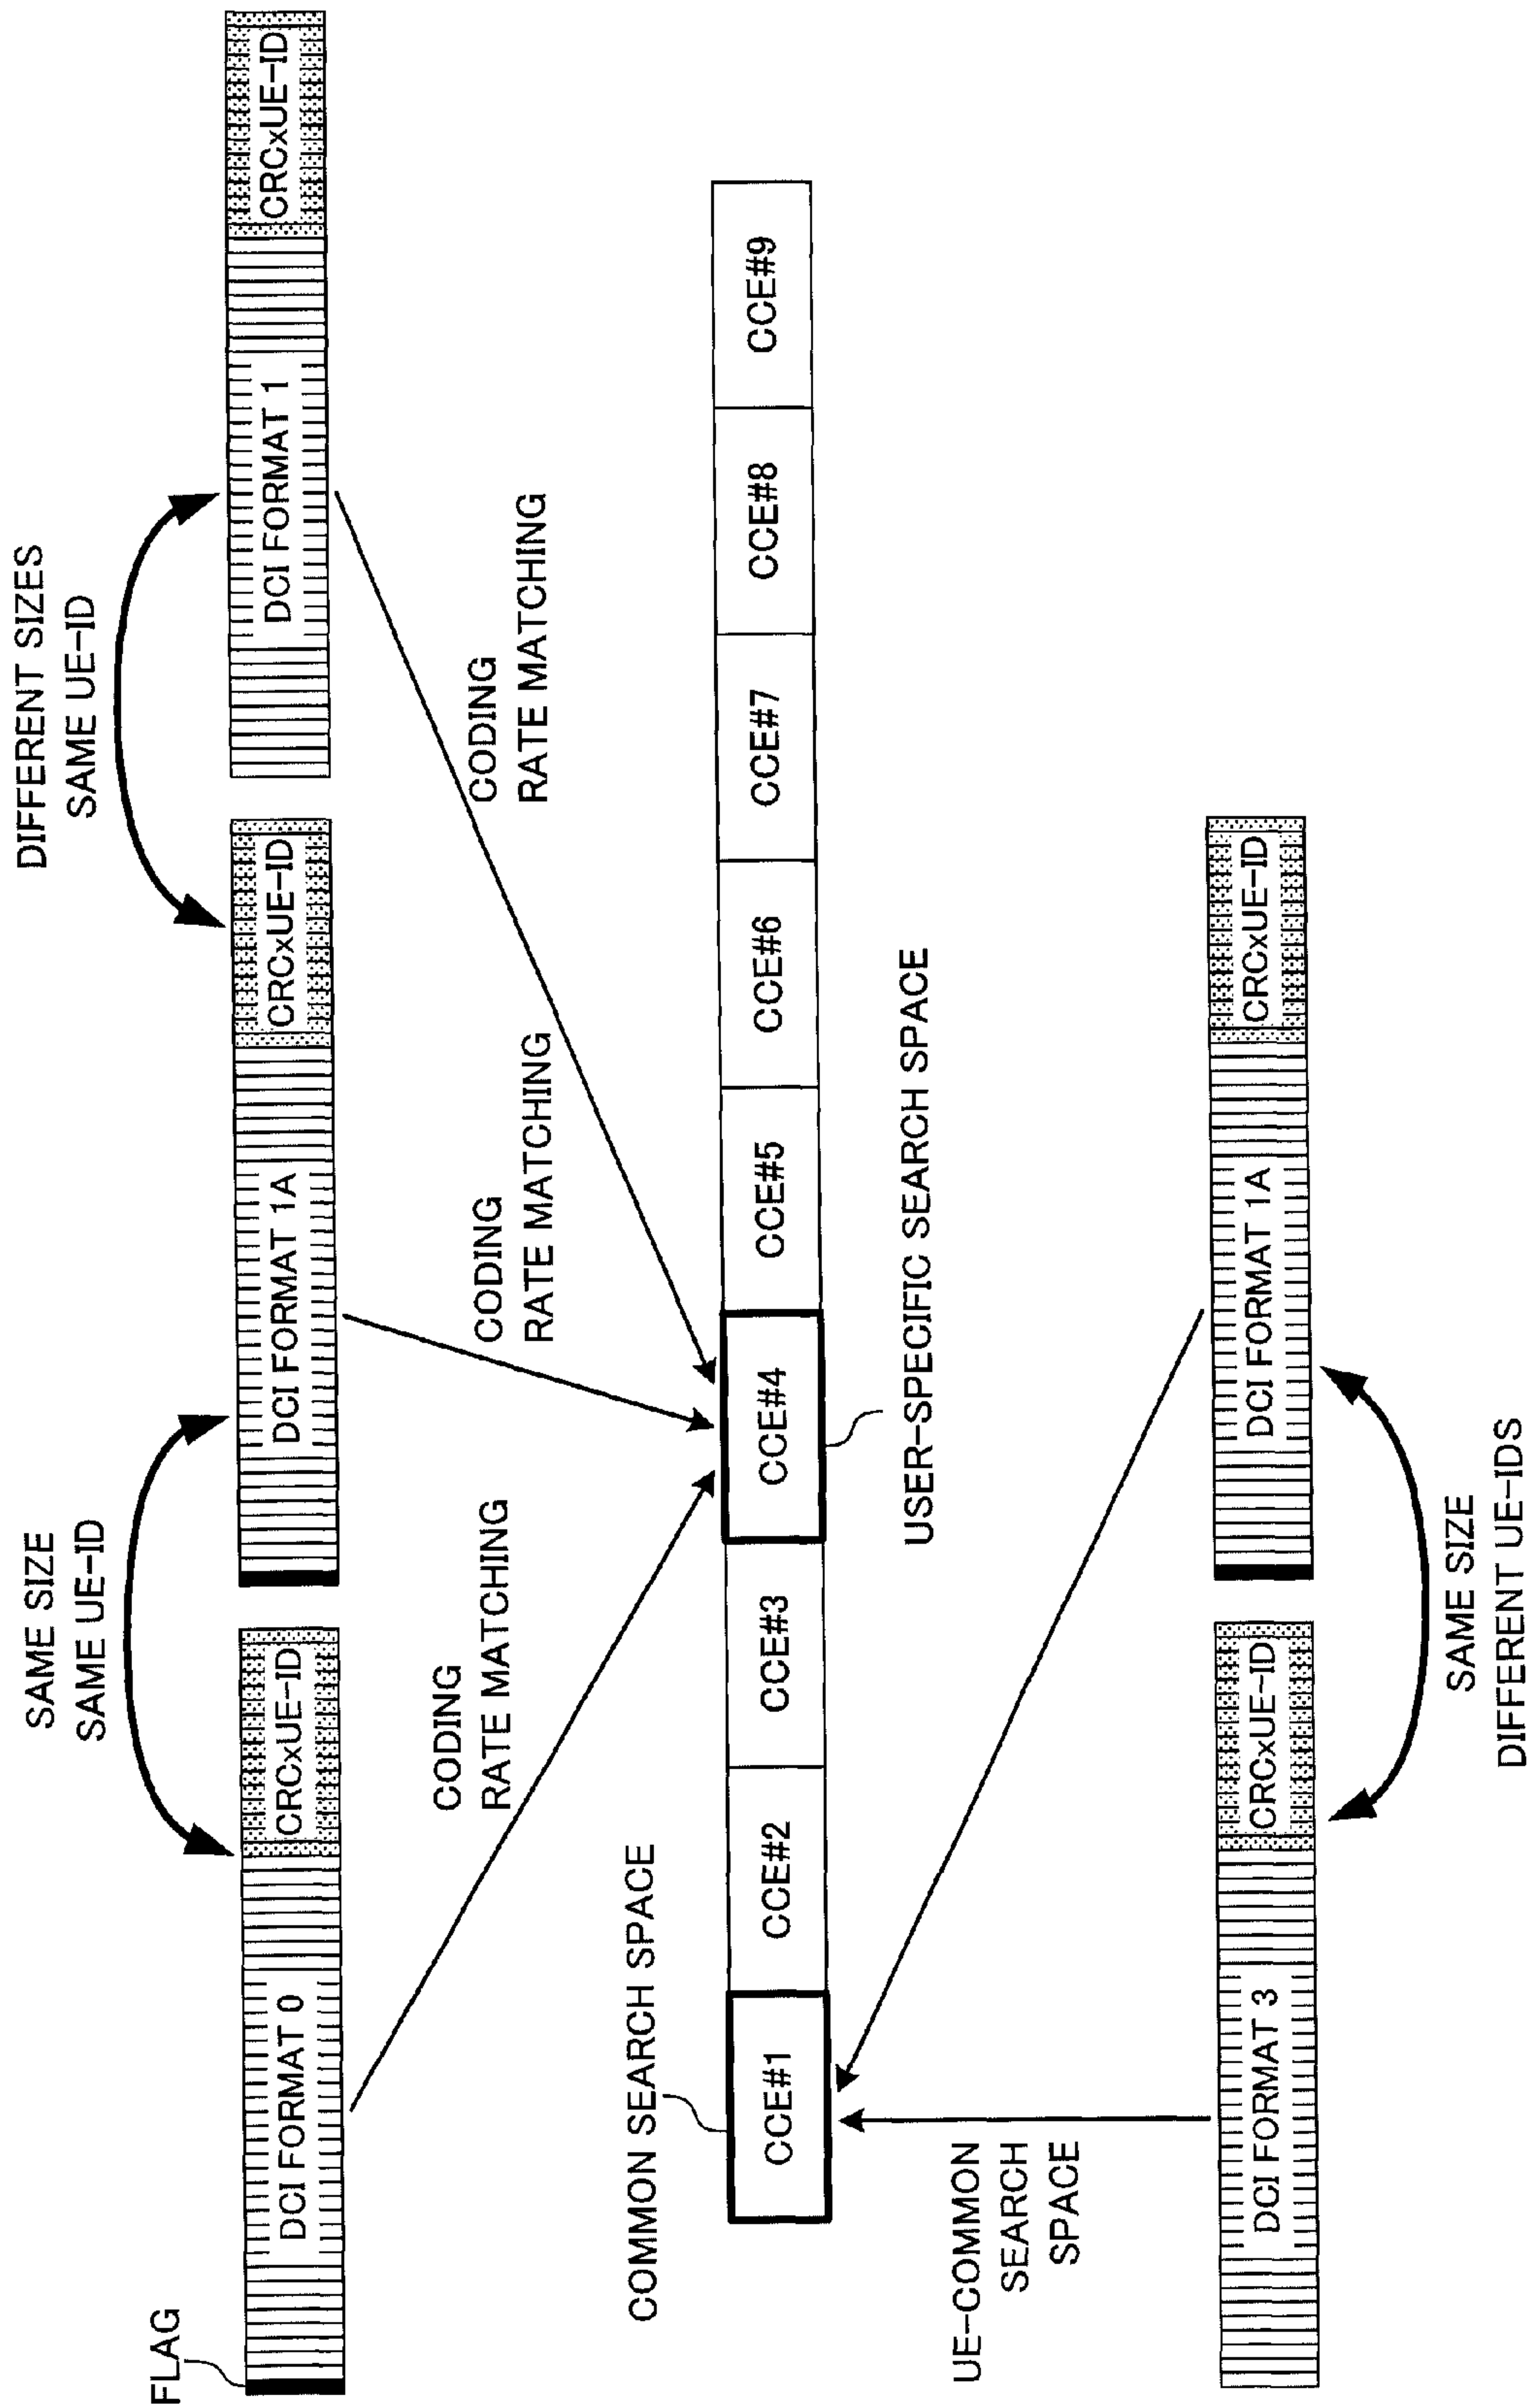 SAME SIZE
SAME UE-ID
DIFFERENT SIZES
SAME UE-ID
FLAG
DCI FORMAT 0
CRCxUE-ID
DCI FORMAT 1A
CRCxUE-ID
DCI FORMAT 1
CRCxUE-ID
CODING
RATE MATCHING
CODING
RATE MATCHING
CODING
RATE MATCHING
COMMON SEARCH SPACE
CCE#1
CCE#2
CCE#3
CCE#4
CCE#5
CCE#6
CCE#7
CCE#8
CCE#9
USER-SPECIFIC SEARCH SPACE
UE-COMMON
SEARCH
SPACE
DCI FORMAT 3
CRCxUE-ID
DCI FORMAT 1A
CRCxUE-ID
SAME SIZE
DIFFERENT UE-IDS